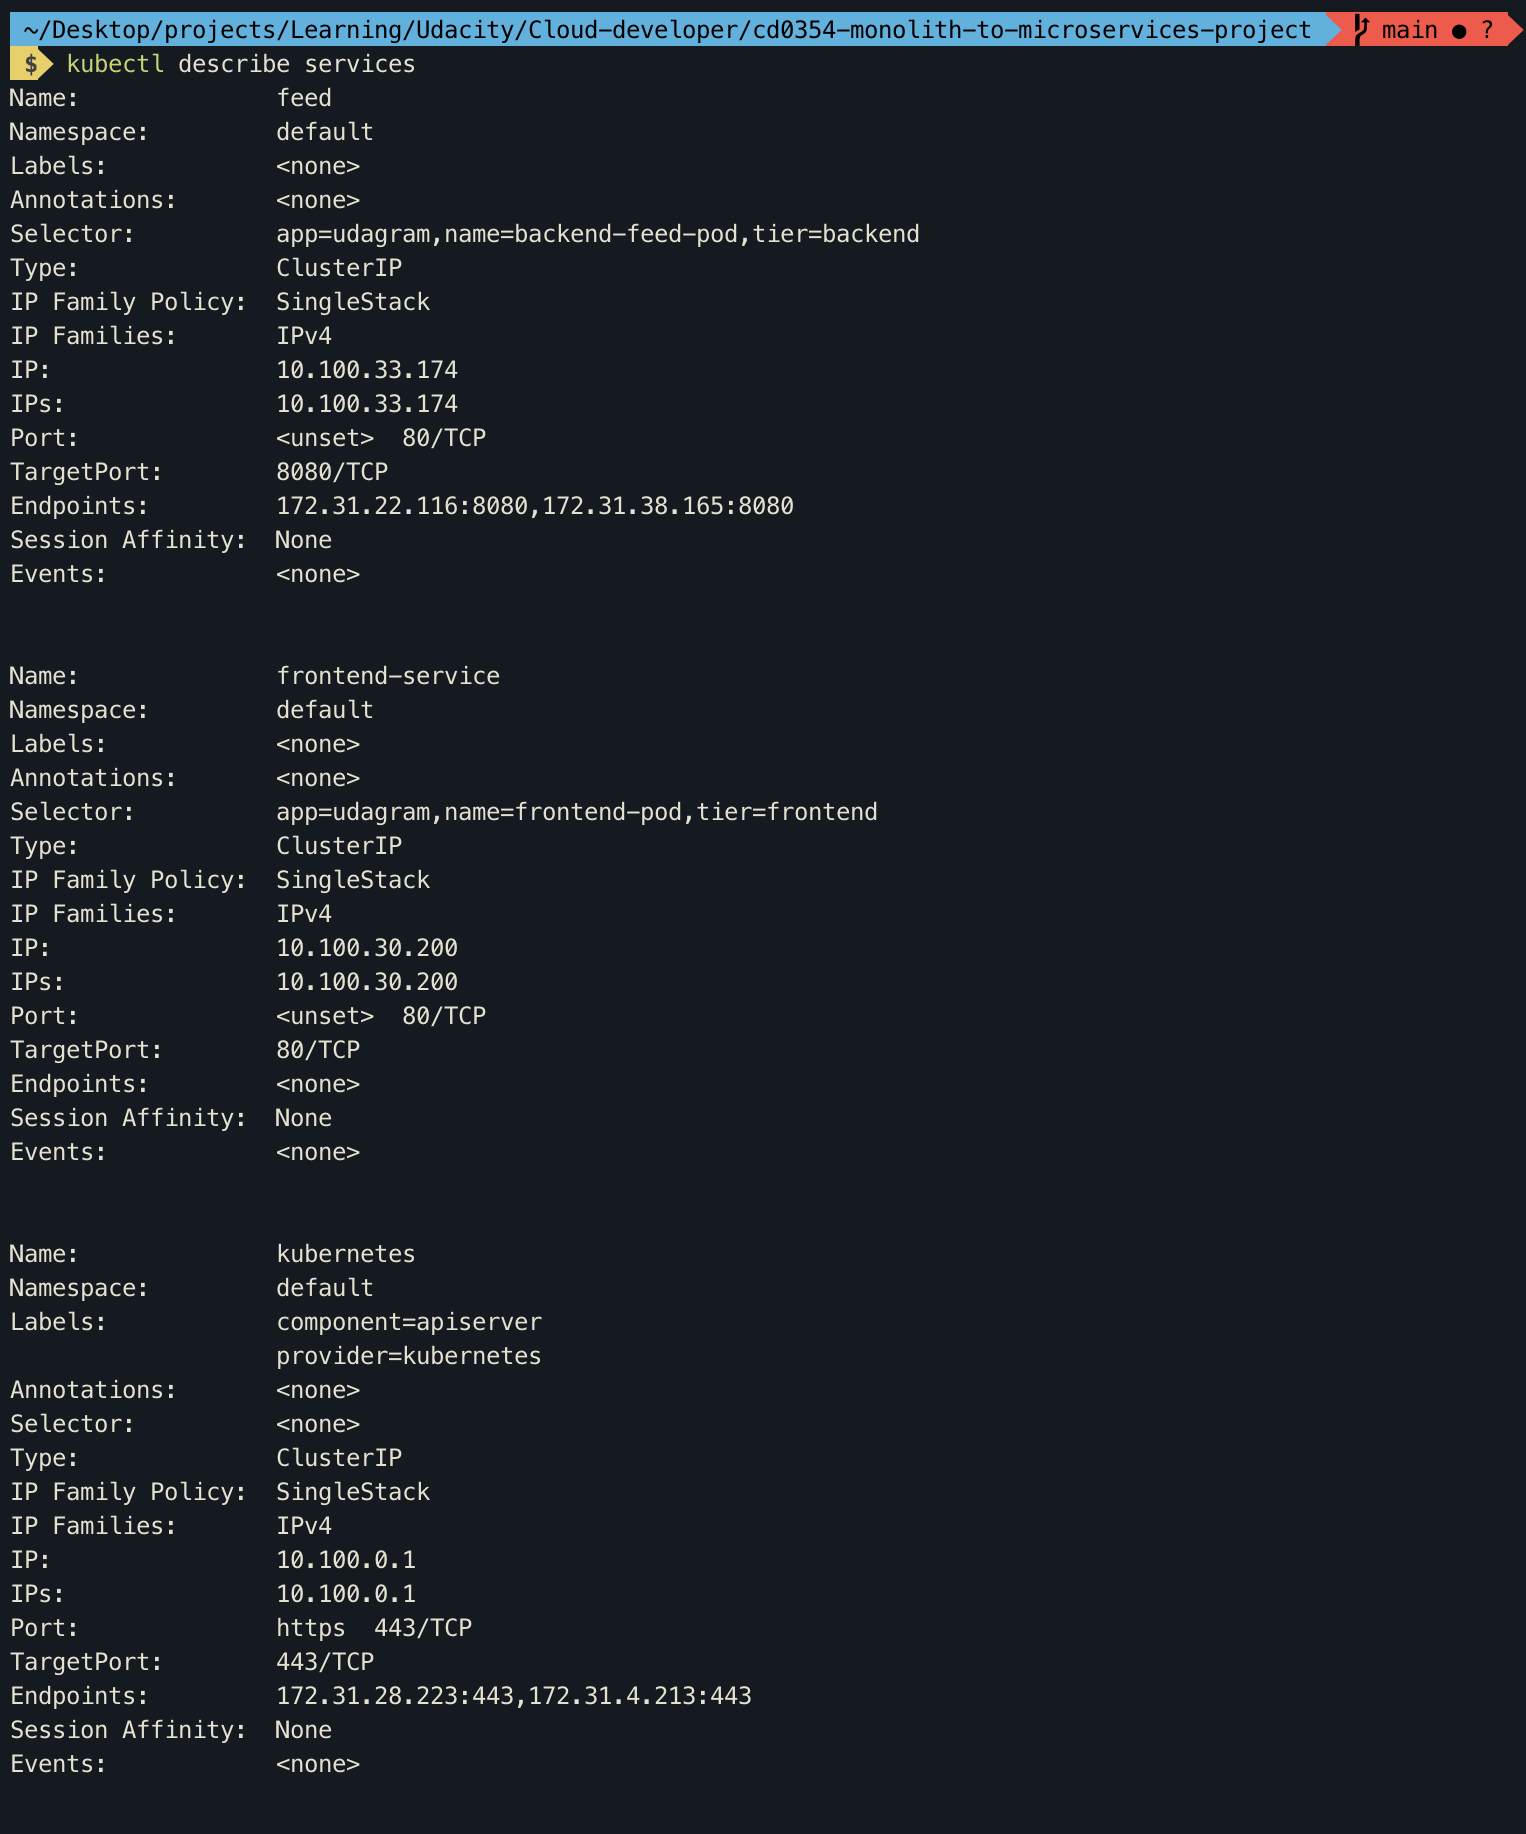 ~/Desktop/projects/Learning/Udacity/Cloud-developer/cd0354-monolith-to-microservices-project main ● ?
$ kubectl describe services
Name:              feed
Namespace:         default
Labels:            <none>
Annotations:       <none>
Selector:          app=udagram,name=backend-feed-pod,tier=backend
Type:              ClusterIP
IP Family Policy:  SingleStack
IP Families:       IPv4
IP:                10.100.33.174
IPs:               10.100.33.174
Port:              <unset>  80/TCP
TargetPort:        8080/TCP
Endpoints:         172.31.22.116:8080,172.31.38.165:8080
Session Affinity:  None
Events:            <none>

Name:              frontend-service
Namespace:         default
Labels:            <none>
Annotations:       <none>
Selector:          app=udagram,name=frontend-pod,tier=frontend
Type:              ClusterIP
IP Family Policy:  SingleStack
IP Families:       IPv4
IP:                10.100.30.200
IPs:               10.100.30.200
Port:              <unset>  80/TCP
TargetPort:        80/TCP
Endpoints:         <none>
Session Affinity:  None
Events:            <none>

Name:              kubernetes
Namespace:         default
Labels:            component=apiserver
                   provider=kubernetes
Annotations:       <none>
Selector:          <none>
Type:              ClusterIP
IP Family Policy:  SingleStack
IP Families:       IPv4
IP:                10.100.0.1
IPs:               10.100.0.1
Port:              https  443/TCP
TargetPort:        443/TCP
Endpoints:         172.31.28.223:443,172.31.4.213:443
Session Affinity:  None
Events:            <none>